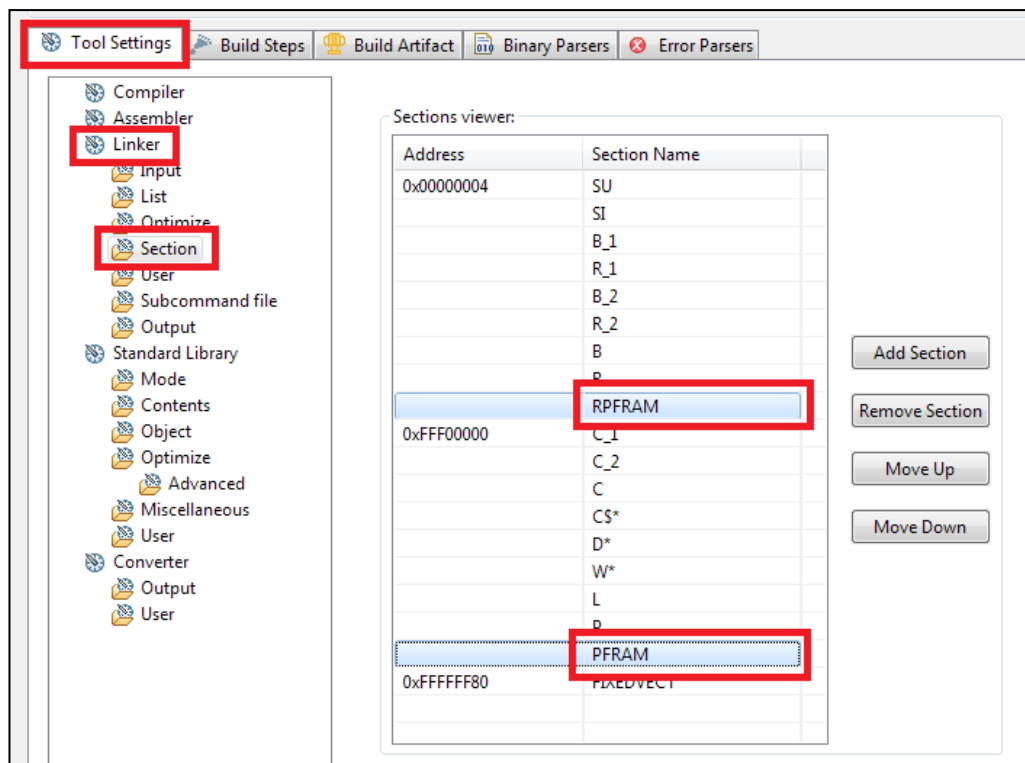 Tool Settings
Build Steps
Build Artifact
Binary Parsers
Error Parsers
Compiler
Assembler
Linker
Input
List
Optimize
Section
User
Subcommand file
Output
Standard Library
Mode
Contents
Object
Optimize
Advanced
Miscellaneous
User
Converter
Output
User
Sections viewer:
Address Section Name
0x00000004 SU
SI
B_1
R_1
B_2
R_2
B
R
RPFRAM
0xFFF00000 C_1
C_2
C
C$*
D*
W*
L
P
PFRAM
0xFFFFFF80 FIXEDVECT
Add Section
Remove Section
Move Up
Move Down